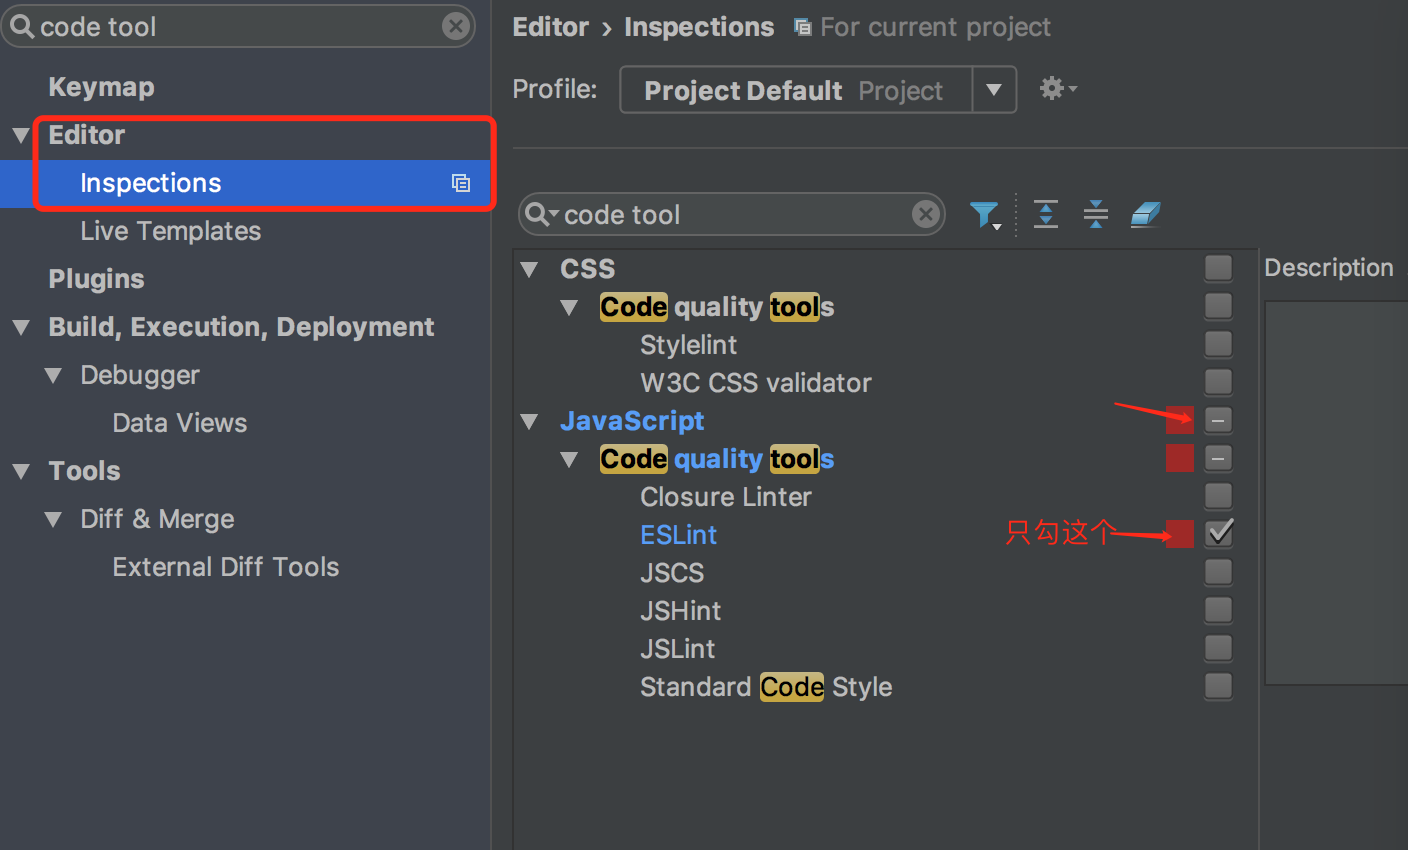 code tool
Keymap
Editor
Inspections
Live Templates
Plugins
Build, Execution, Deployment
Debugger
Data Views
Tools
Diff & Merge
External Diff Tools
Editor › Inspections For current project
Profile: Project Default Project
code tool
CSS
Code quality tools
Stylelint
W3C CSS validator
JavaScript
Code quality tools
Closure Linter
ESLint 只勾这个
JSCS
JSHint
JSLint
Standard Code Style
Description